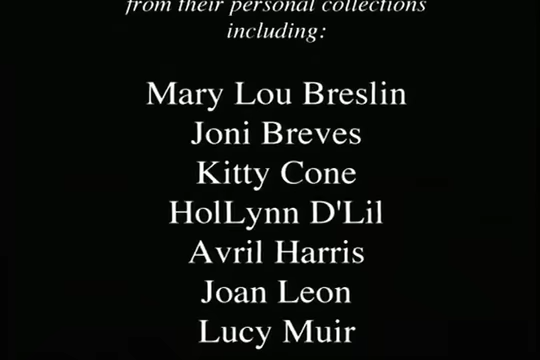 from their personal collections
including:
Mary Lou Breslin
Joni Breves
Kitty Cone
HolLynn D'Lil
Avril Harris
Joan Leon
Lucy Muir